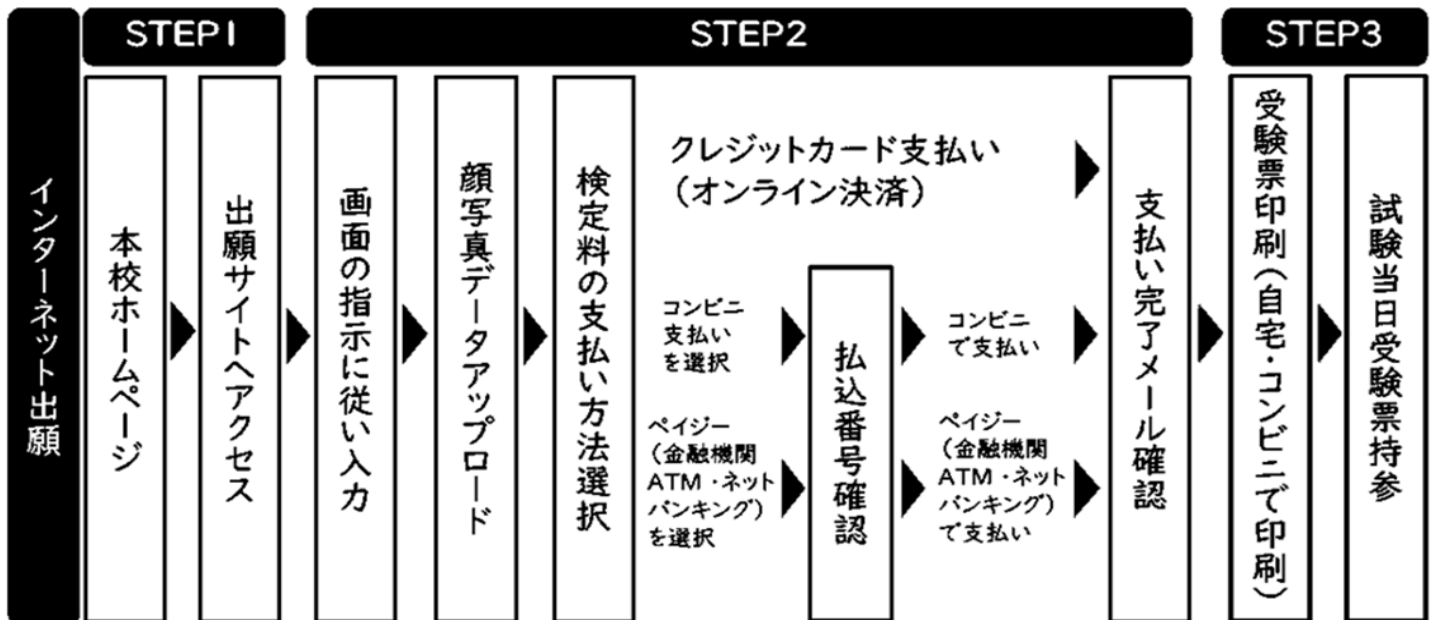 インターネット出願
STEP1
本校ホームページ
出願サイトへアクセス
STEP2
画面の指示に従い入力
顔写真データアップロード
検定料の支払い方法選択
クレジットカード支払い
(オンライン決済)
コンビニ
支払い
を選択
ペイジー
(金融機関
ATM・ネット
バンキング)
を選択
払込番号確認
コンビニ
で支払い
ペイジー
(金融機関
ATM・ネット
バンキング)
で支払い
支払い完了メール確認
STEP3
受験票印刷(自宅・コンビニで印刷)
試験当日受験票持参